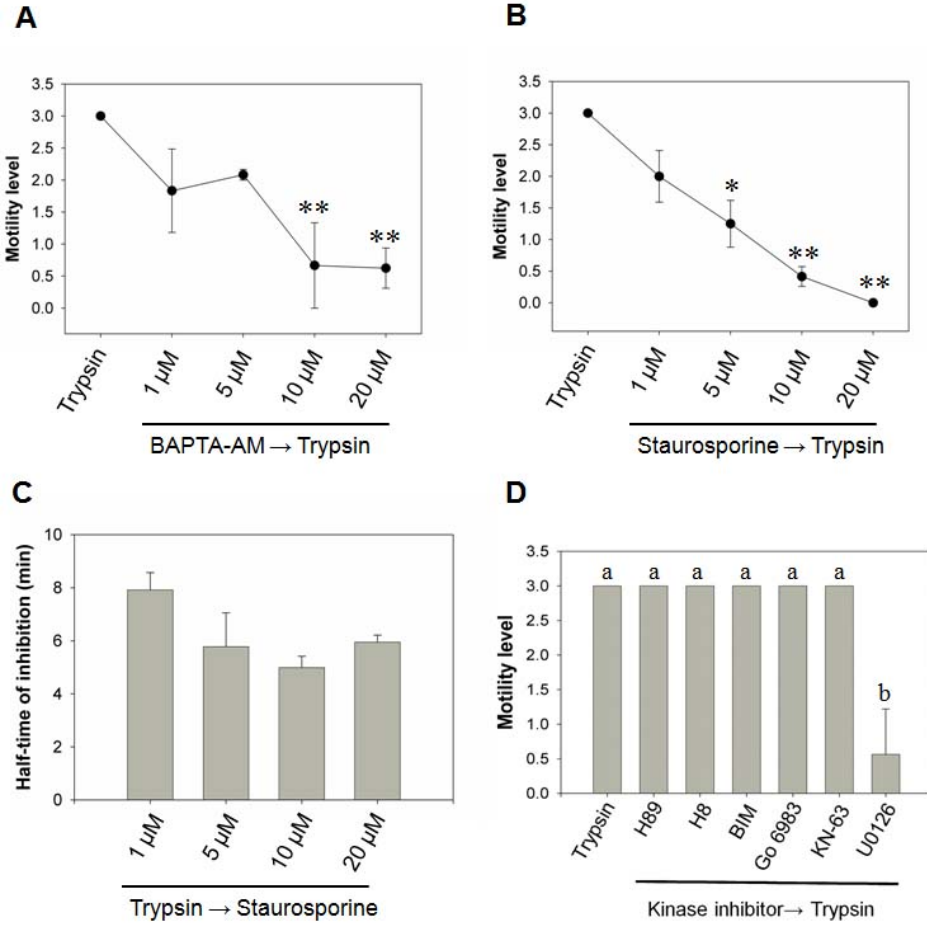 A
3.5
3.0
2.5
2.0
1.5
1.0
0.5
0.0
Motility level
**
**
Trypsin
1 µM
5 µM
10 µM
20 µM
BAPTA-AM → Trypsin
B
3.5
3.0
2.5
2.0
1.5
1.0
0.5
0.0
Motility level
*
**
**
Trypsin
1 µM
5 µM
10 µM
20 µM
Staurosporine → Trypsin
C
10
8
6
4
2
0
Half-time of inhibition (min)
1 µM
5 µM
10 µM
20 µM
Trypsin → Staurosporine
D
3.5
3.0
2.5
2.0
1.5
1.0
0.5
0.0
Motility level
a a a a a a
b
Trypsin
H89
H8
BIM
Go 6983
KN-63
U0126
Kinase inhibitor→ Trypsin